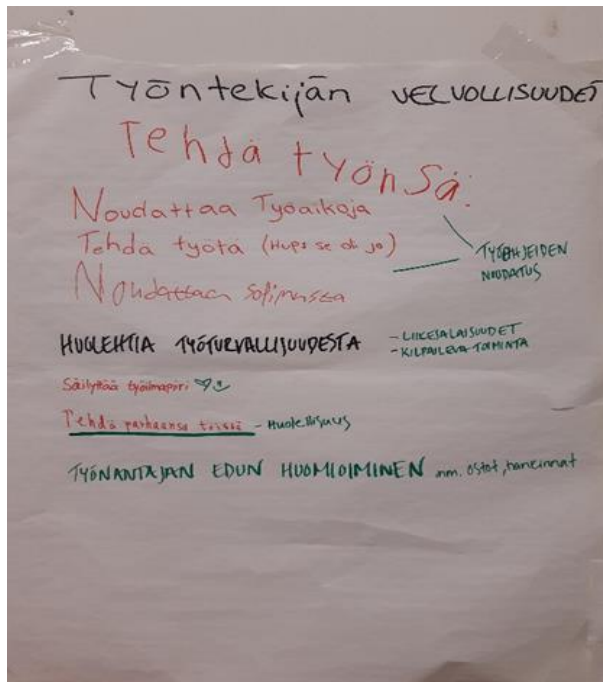 Työntekijän VELVOLLISUUDET
Tehdä työnsä.
Noudattaa Työaikoja
Tehdä työtä (Hups se oli jo)
TYÖOHJEIDEN
NOUDATUS
Noudattaa sopimusta
HUOLEHTIA TYÖTURVALLISUUDESTA
- LIIKESALAISUUDET
- KILPAILEVA TOIMINTA
Säilyttää työilmapiiri
Tehdä parhaansa töissä - Huolellisuus
TYÖNANTAJAN EDUN HUOMIOIMINEN mm. ostot, hankinnat